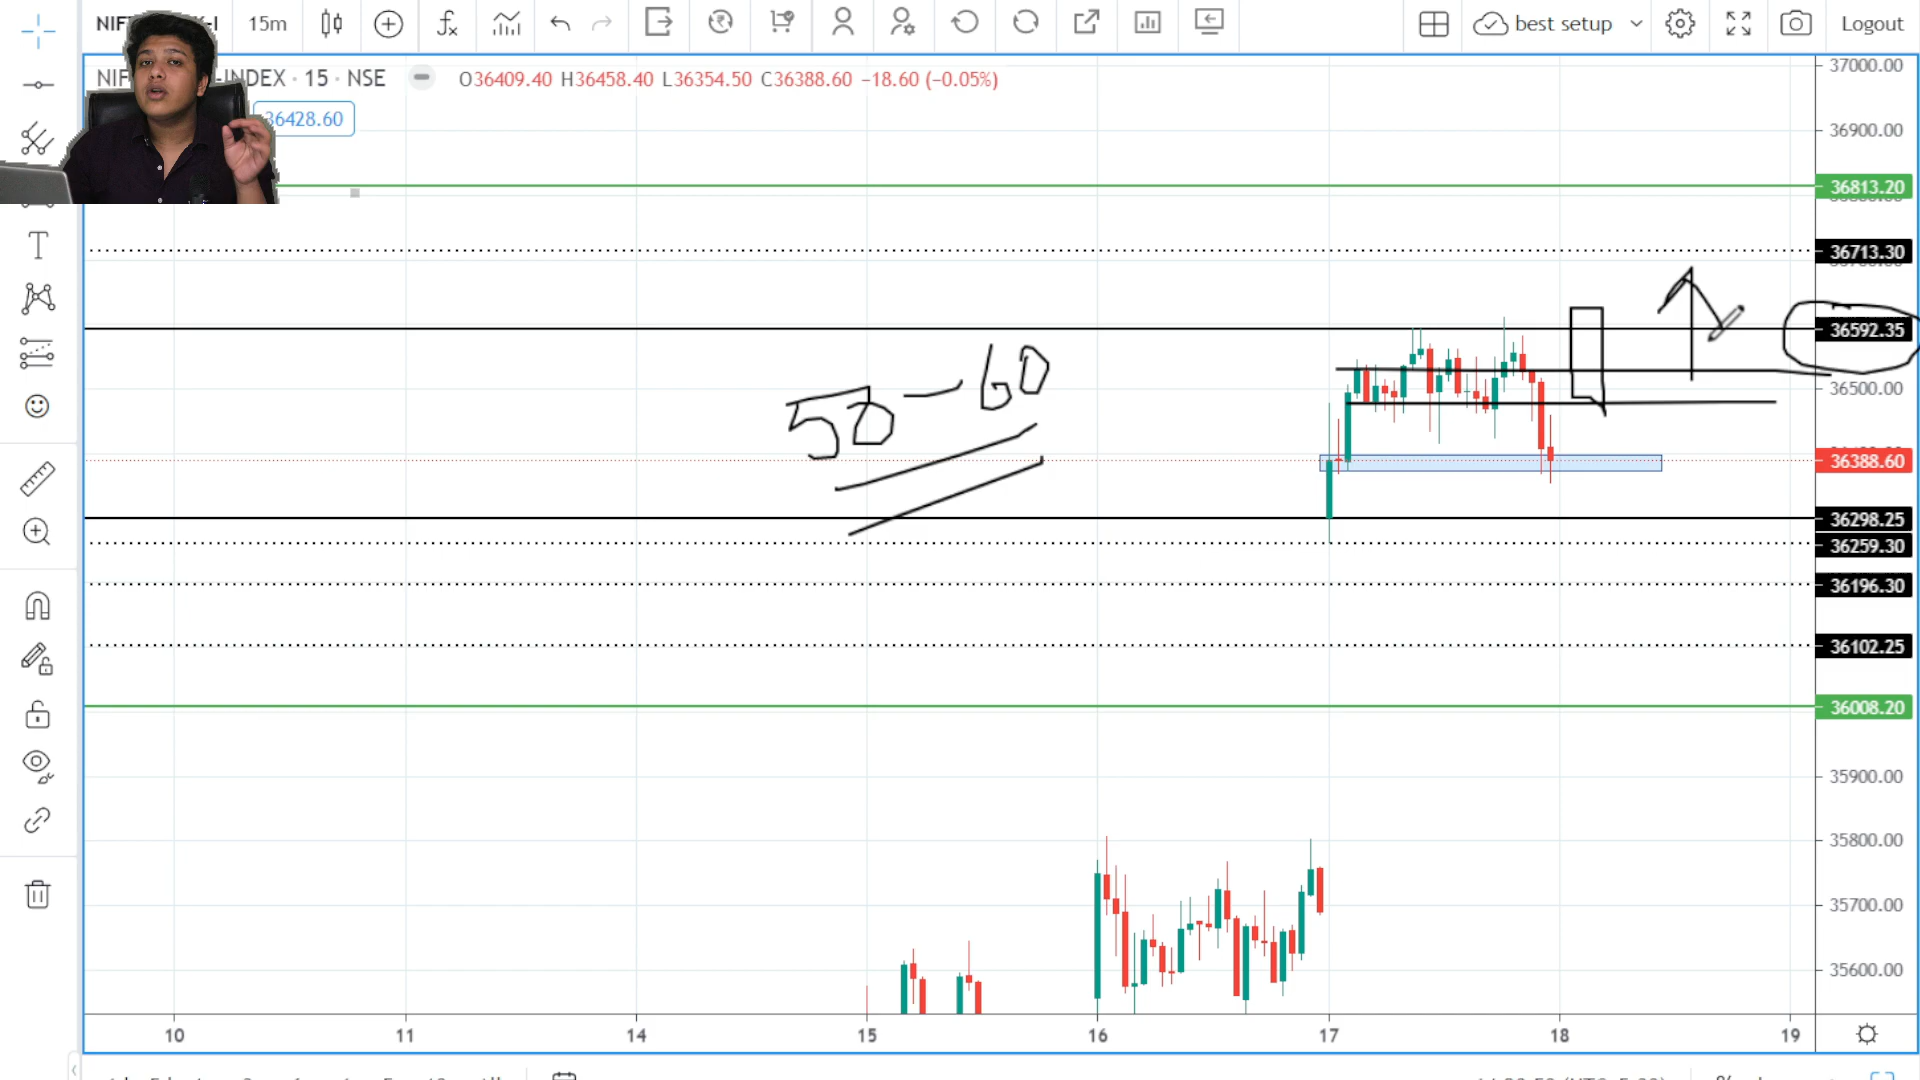 15m
best setup
Logout
-INDEX · 15 · NSE
O36409.40 H36458.40 L36354.50 C36388.60 −18.60 (−0.05%)
36428.60
37000.00
36900.00
36813.20
36713.30
36592.35
36500.00
36388.60
36298.25
36259.30
36196.30
36102.25
36008.20
35900.00
35800.00
35700.00
35600.00
50 - 60
10 11 14 15 16 17 18 19